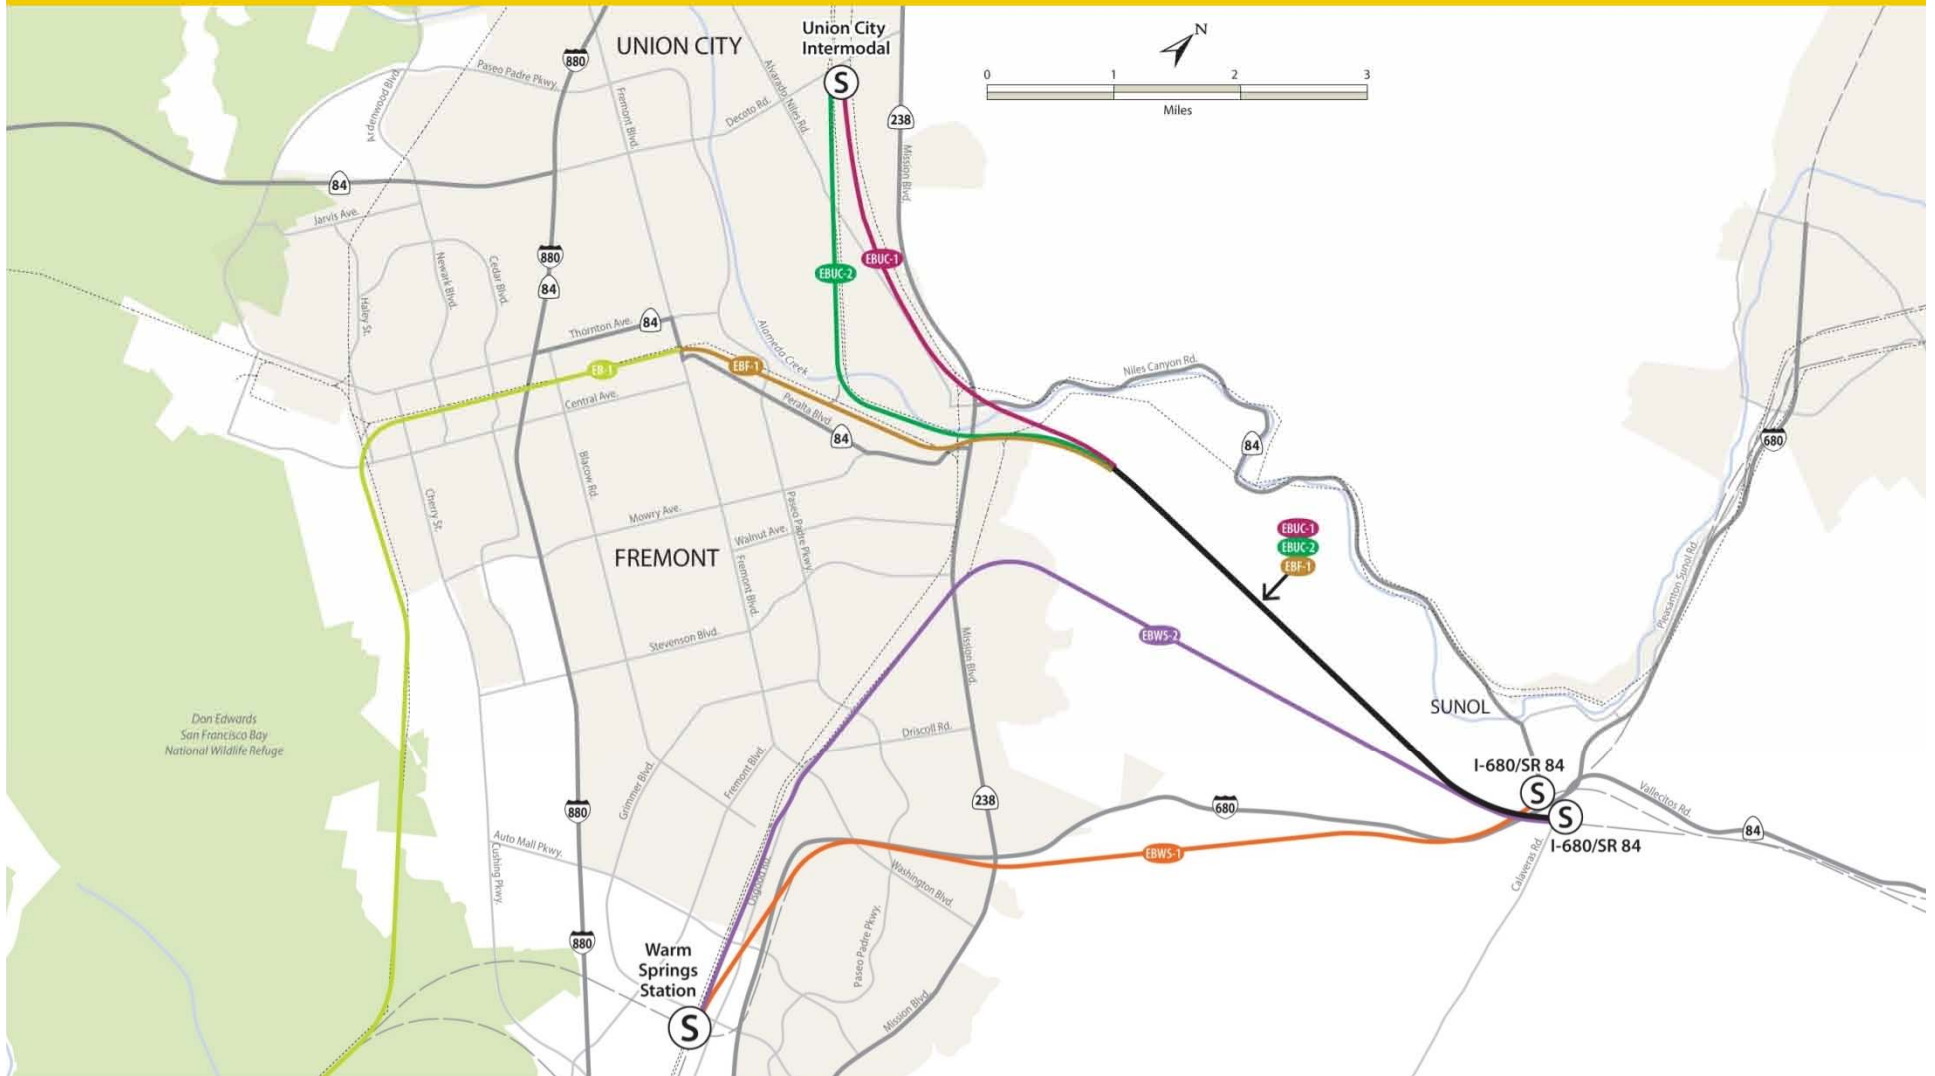 Union City
Intermodal
S
UNION CITY
880
N
0 1 2 3
Miles
Ardenwood Blvd.
Paseo Padre Pkwy.
Fremont Blvd.
Alvarado Niles Rd.
Decoto Rd.
238
Mission Blvd.
84
Jarvis Ave.
880
84
Newark Blvd.
Cedar Blvd.
Haley St.
EBUC-2
EBUC-1
Thornton Ave.
84
Alameda Creek
EB-1
EBF-1
Central Ave.
Peralta Blvd.
84
Niles Canyon Rd.
84
680
Blacow Rd.
Cherry St.
Mowry Ave.
Paseo Padre Pkwy.
Walnut Ave.
FREMONT
Fremont Blvd.
EBUC-1
EBUC-2
EBF-1
Pleasanton Sunol Rd.
Stevenson Blvd.
Mission Blvd.
EBWS-2
Don Edwards
San Francisco Bay
National Wildlife Refuge
SUNOL
Driscoll Rd.
Grimmer Blvd.
Fremont Blvd.
I-680/SR 84
S
S
I-680/SR 84
Vallecitos Rd.
84
880
238
680
Auto Mall Pkwy.
Cushing Pkwy.
Osgood Rd.
Washington Blvd.
EBWS-1
Calaveras Rd.
880
Warm
Springs
Station
S
Paseo Padre Pkwy.
Mission Blvd.